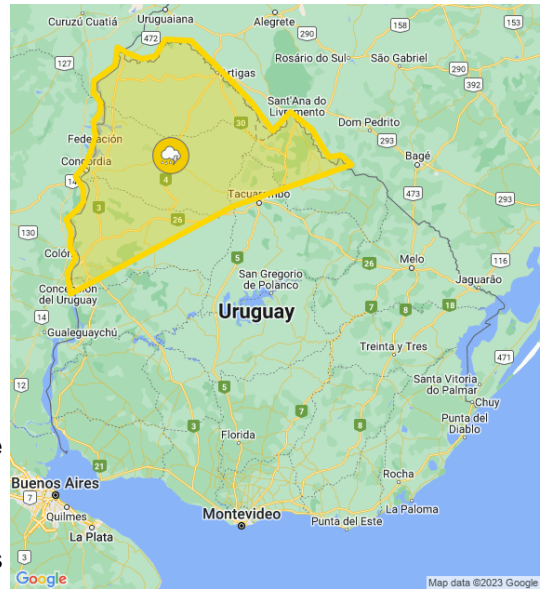 Curuzú Cuatiá
Uruguaiana
Alegrete
158
153
472
290
Rosário do Sul
São Gabriel
127
rtigas
290
392
Sant'Ana do
Livramento
30
Dom Pedrito
293
Federación
Concordia
Bagé
14
4
473
3
Tacuarembó
293
26
130
Colón
5
26
Melo
116
Concepción
del Uruguay
San Gregorio
de Polanco
Jaguarão
14
Uruguay
7
8
18
Gualeguaychú
Treinta y Tres
471
12
5
Santa Vitoria
do Palmar
7
Chuy
3
8
Punta del
Diablo
Florida
e
21
Rocha
Buenos Aires
7
La Paloma
Quilmes
Montevideo
Punta del Este
La Plata
s
3
Google
Map data ©2023 Google